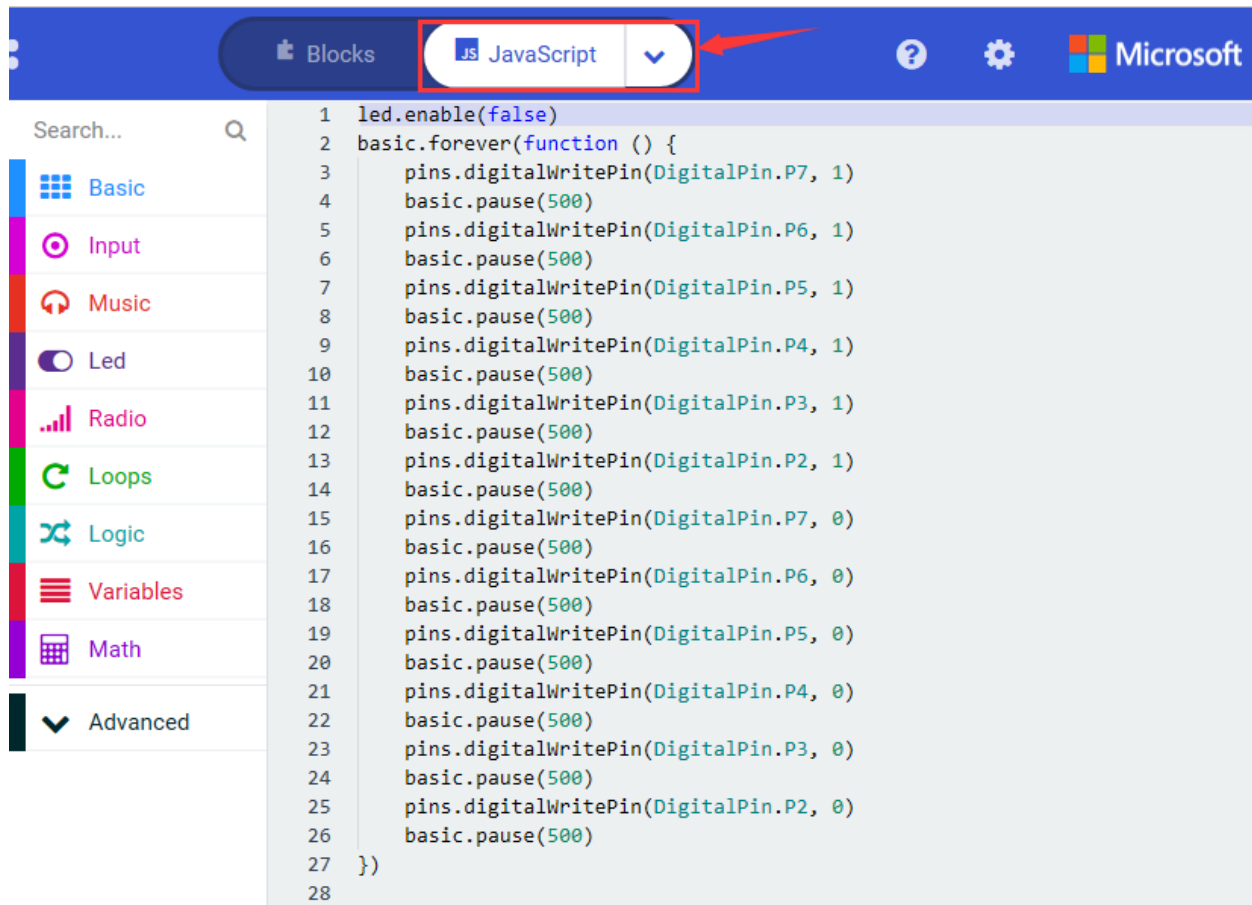 Blocks
JS JavaScript
Microsoft
Search...
Basic
Input
Music
Led
Radio
Loops
Logic
Variables
Math
Advanced
1 led.enable(false)
2 basic.forever(function () {
3     pins.digitalWritePin(DigitalPin.P7, 1)
4     basic.pause(500)
5     pins.digitalWritePin(DigitalPin.P6, 1)
6     basic.pause(500)
7     pins.digitalWritePin(DigitalPin.P5, 1)
8     basic.pause(500)
9     pins.digitalWritePin(DigitalPin.P4, 1)
10     basic.pause(500)
11     pins.digitalWritePin(DigitalPin.P3, 1)
12     basic.pause(500)
13     pins.digitalWritePin(DigitalPin.P2, 1)
14     basic.pause(500)
15     pins.digitalWritePin(DigitalPin.P7, 0)
16     basic.pause(500)
17     pins.digitalWritePin(DigitalPin.P6, 0)
18     basic.pause(500)
19     pins.digitalWritePin(DigitalPin.P5, 0)
20     basic.pause(500)
21     pins.digitalWritePin(DigitalPin.P4, 0)
22     basic.pause(500)
23     pins.digitalWritePin(DigitalPin.P3, 0)
24     basic.pause(500)
25     pins.digitalWritePin(DigitalPin.P2, 0)
26     basic.pause(500)
27 })
28